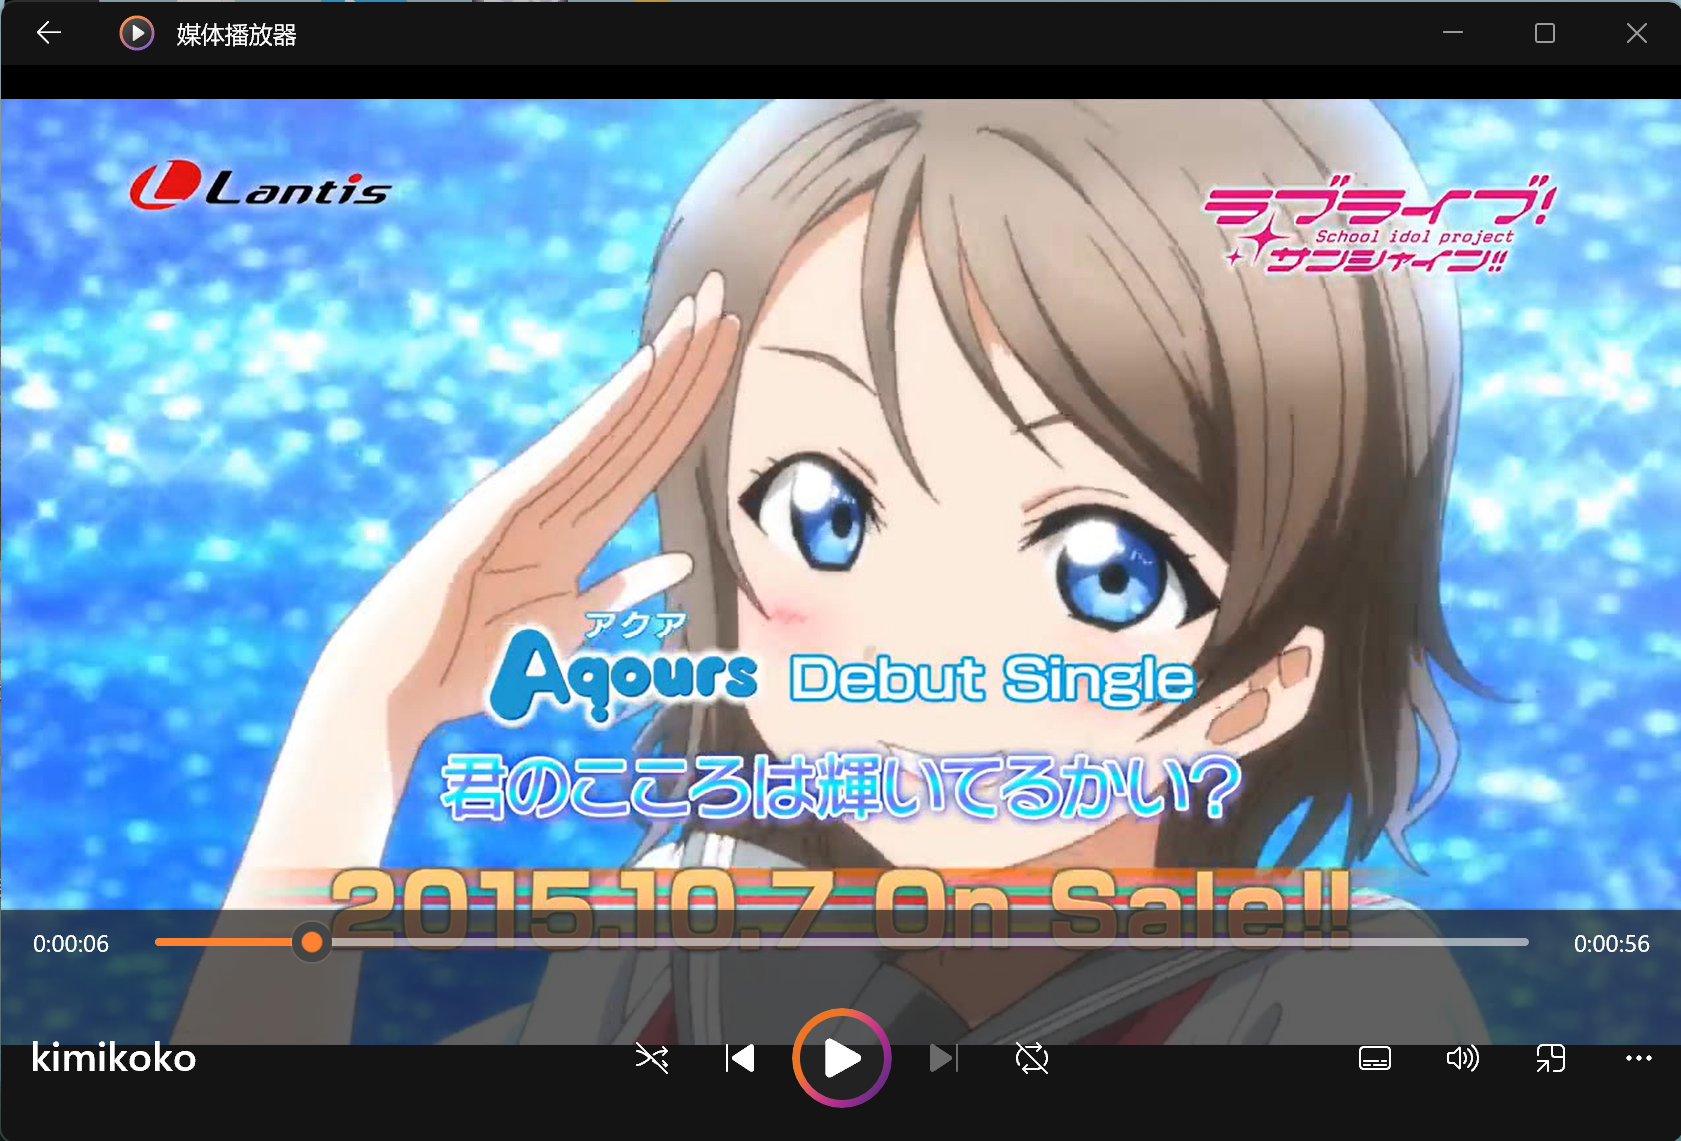 媒体播放器
Lantis
ラブライブ!
School idol project
サンシャイン!!
アクア
Aqours Debut Single
君のこころは輝いてるかい?
2015.10.7 On Sale!!
0:00:06
0:00:56
kimikoko